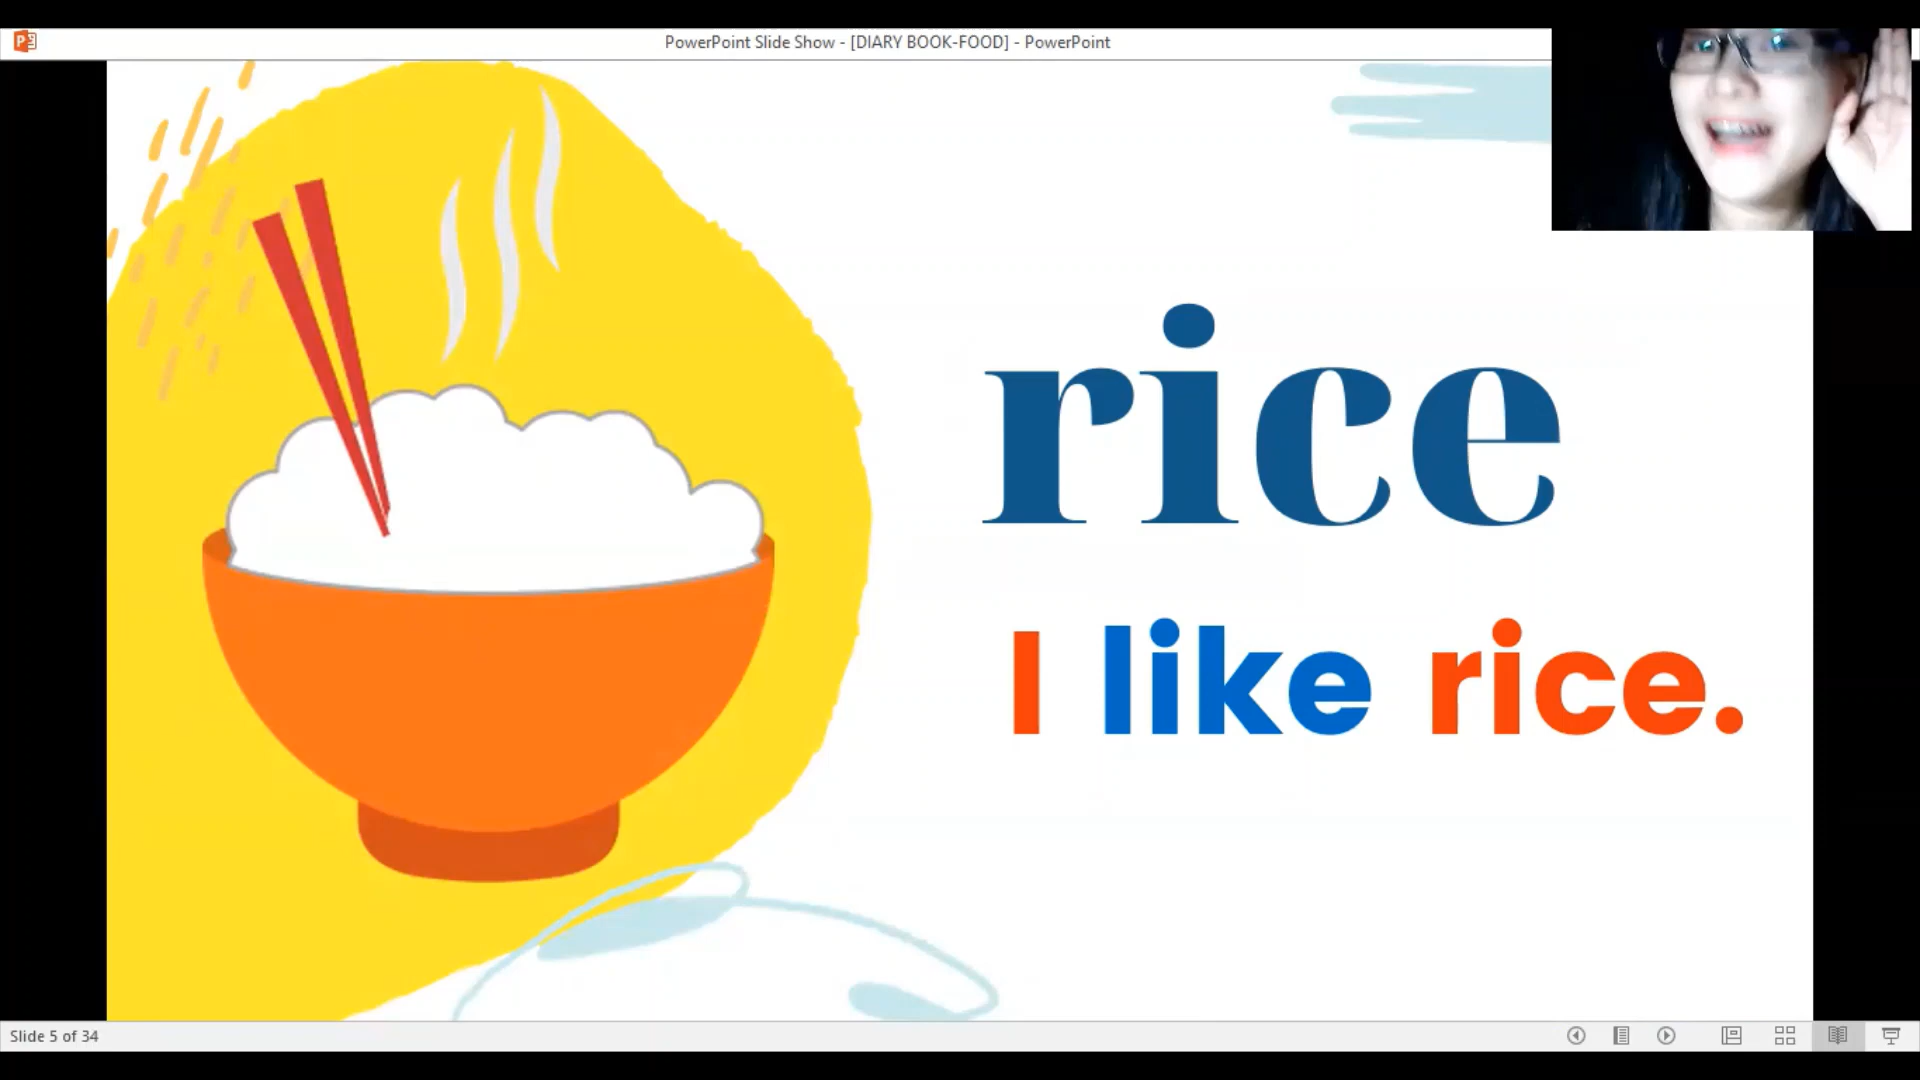 PowerPoint Slide Show - [DIARY BOOK-FOOD] - PowerPoint
rice
I like rice.
Slide 5 of 34